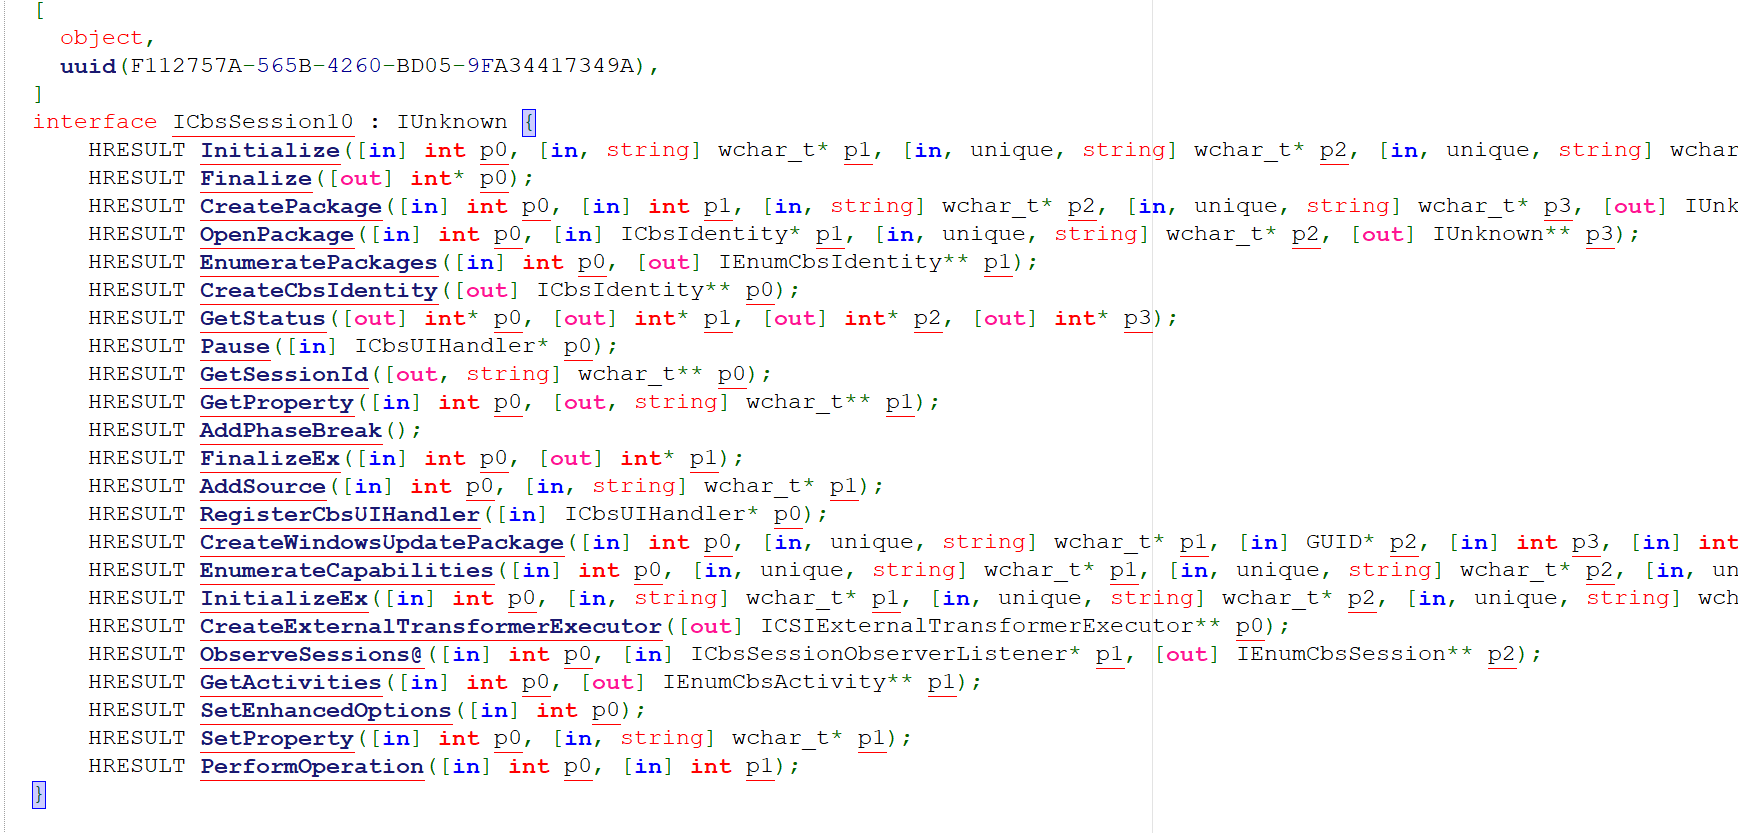 [
object,
uuid(F112757A-565B-4260-BD05-9FA34417349A),
]
interface ICbsSession10 : IUnknown {
HRESULT Initialize([in] int p0, [in, string] wchar_t* p1, [in, unique, string] wchar_t* p2, [in, unique, string] wchar
HRESULT Finalize([out] int* p0);
HRESULT CreatePackage([in] int p0, [in] int p1, [in, string] wchar_t* p2, [in, unique, string] wchar_t* p3, [out] IUnk
HRESULT OpenPackage([in] int p0, [in] ICbsIdentity* p1, [in, unique, string] wchar_t* p2, [out] IUnknown** p3);
HRESULT EnumeratePackages([in] int p0, [out] IEnumCbsIdentity** p1);
HRESULT CreateCbsIdentity([out] ICbsIdentity** p0);
HRESULT GetStatus([out] int* p0, [out] int* p1, [out] int* p2, [out] int* p3);
HRESULT Pause([in] ICbsUIHandler* p0);
HRESULT GetSessionId([out, string] wchar_t** p0);
HRESULT GetProperty([in] int p0, [out, string] wchar_t** p1);
HRESULT AddPhaseBreak();
HRESULT FinalizeEx([in] int p0, [out] int* p1);
HRESULT AddSource([in] int p0, [in, string] wchar_t* p1);
HRESULT RegisterCbsUIHandler([in] ICbsUIHandler* p0);
HRESULT CreateWindowsUpdatePackage([in] int p0, [in, unique, string] wchar_t* p1, [in] GUID* p2, [in] int p3, [in] int
HRESULT EnumerateCapabilities([in] int p0, [in, unique, string] wchar_t* p1, [in, unique, string] wchar_t* p2, [in, un
HRESULT InitializeEx([in] int p0, [in, string] wchar_t* p1, [in, unique, string] wchar_t* p2, [in, unique, string] wch
HRESULT CreateExternalTransformerExecutor([out] ICSIExternalTransformerExecutor** p0);
HRESULT ObserveSessions@([in] int p0, [in] ICbsSessionObserverListener* p1, [out] IEnumCbsSession** p2);
HRESULT GetActivities([in] int p0, [out] IEnumCbsActivity** p1);
HRESULT SetEnhancedOptions([in] int p0);
HRESULT SetProperty([in] int p0, [in, string] wchar_t* p1);
HRESULT PerformOperation([in] int p0, [in] int p1);
}